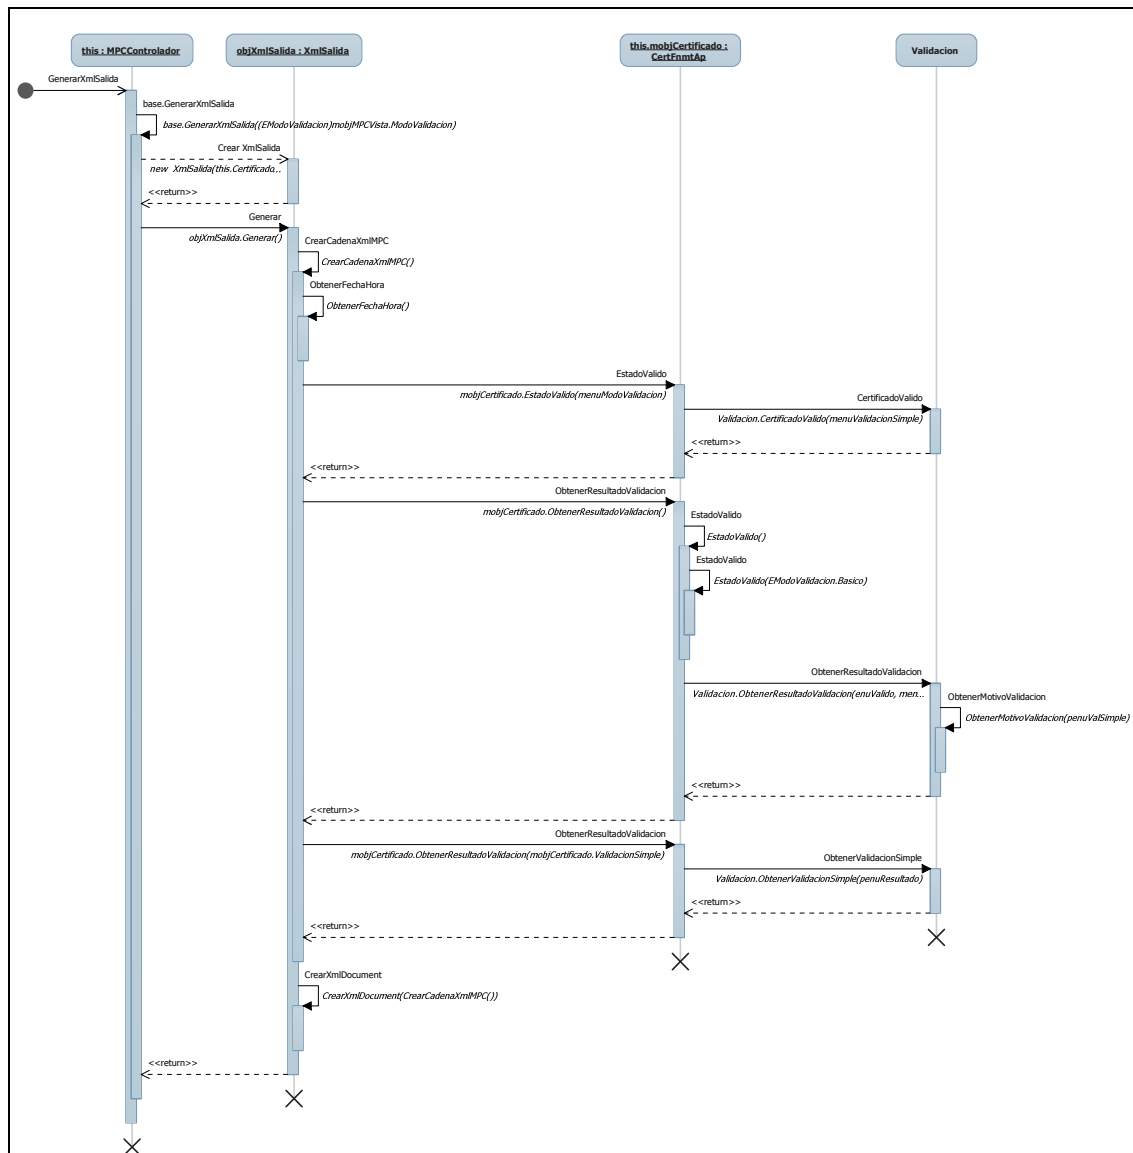 this : MPCControlador
objXmlSalida : XmlSalida
this.mobjCertificado :
CertFnmtAp
Validacion
GenerarXmlSalida
base.GenerarXmlSalida
base.GenerarXmlSalida((EModoValidacion)mobjMPCVista.ModoValidacion)
Crear XmlSalida
new XmlSalida(this.Certificado...
<<return>>
Generar
objXmlSalida.Generar()
CrearCadenaXmlMPC
CrearCadenaXmlMPC()
ObtenerFechaHora
ObtenerFechaHora()
EstadoValido
mobjCertificado.EstadoValido(menuModoValidacion)
CertificadoValido
Validacion.CertificadoValido(menuValidacionSimple)
<<return>>
<<return>>
ObtenerResultadoValidacion
mobjCertificado.ObtenerResultadoValidacion()
EstadoValido
EstadoValido()
EstadoValido
EstadoValido(EModoValidacion.Basico)
ObtenerResultadoValidacion
Validacion.ObtenerResultadoValidacion(enuValido, men...
ObtenerMotivoValidacion
ObtenerMotivoValidacion(penuValSimple)
<<return>>
<<return>>
ObtenerResultadoValidacion
mobjCertificado.ObtenerResultadoValidacion(mobjCertificado.ValidacionSimple)
ObtenerValidacionSimple
Validacion.ObtenerValidacionSimple(penuResultado)
<<return>>
<<return>>
CrearXmlDocument
CrearXmlDocument(CrearCadenaXmlMPC())
<<return>>